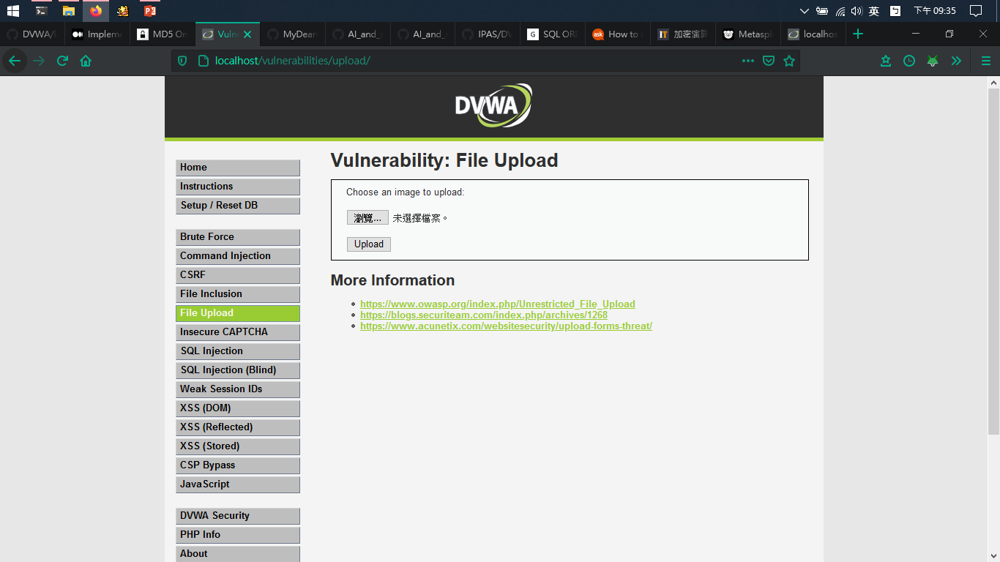 英 下午 09:35
DVWA/ Impleme MD5 On Vuln MyDear AI_and_ AI_and_ IPAS/DV SQL OR How to 加密演算 Metaspl localhos
localhost/vulnerabilities/upload/
DVWA
Home
Instructions
Setup / Reset DB
Brute Force
Command Injection
CSRF
File Inclusion
File Upload
Insecure CAPTCHA
SQL Injection
SQL Injection (Blind)
Weak Session IDs
XSS (DOM)
XSS (Reflected)
XSS (Stored)
CSP Bypass
JavaScript
DVWA Security
PHP Info
About
Vulnerability: File Upload
Choose an image to upload:
瀏覽... 未選擇檔案。
Upload
More Information
https://www.owasp.org/index.php/Unrestricted_File_Upload
https://blogs.securiteam.com/index.php/archives/1268
https://www.acunetix.com/websitesecurity/upload-forms-threat/